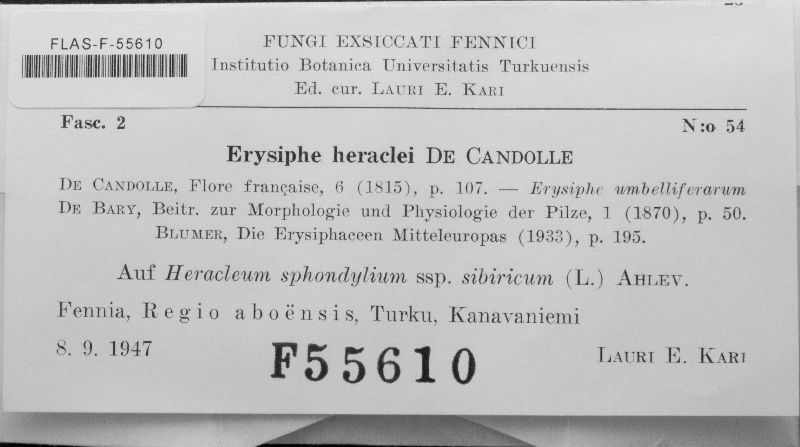 FLAS-F-55610
FUNGI EXSICCATI FENNICI
Institutio Botanica Universitatis Turkuensis
Ed. cur. LAURI E. KARI
Fasc. 2 N:o 54
Erysiphe heraclei DE CANDOLLE
DE CANDOLLE, Flore française, 6 (1815), p. 107. — Erysiphe umbelliferarum
DE BARY, Beitr. zur Morphologie und Physiologie der Pilze, 1 (1870), p. 50.
BLUMER, Die Erysiphaceen Mitteleuropas (1933), p. 195.
Auf Heracleum sphondylium ssp. sibiricum (L.) AHLEV.
Fennia, Regio aboënsis, Turku, Kanavaniemi
8. 9. 1947
F55610
LAURI E. KARI